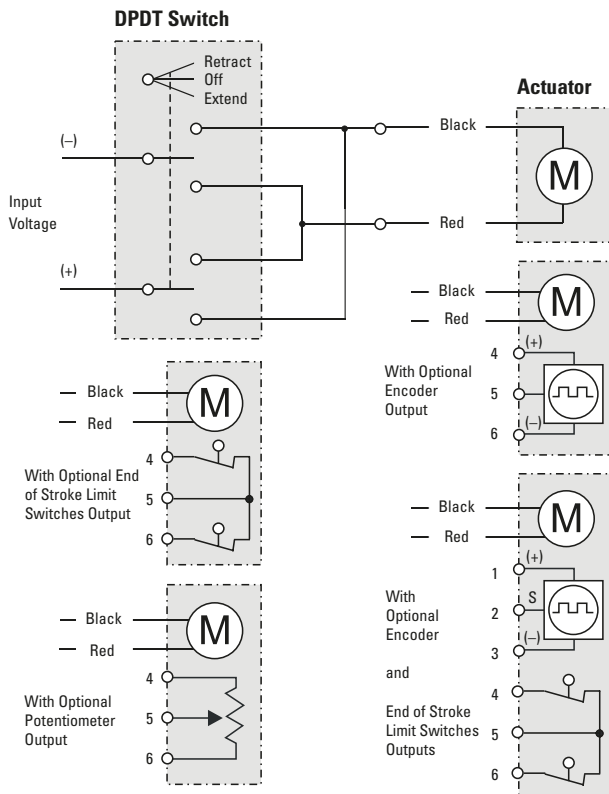 DPDT Switch
Retract
Off
Extend
(–)
Input
Voltage
(+)
Actuator
Black
M
Red
Black
M
Red
4
(+)
With Optional
Encoder
Output
5
6
(–)
Black
M
Red
4
With Optional End
of Stroke Limit
Switches Output
5
6
Black
M
Red
1
(+)
With
Optional
Encoder
2
S
3
(–)
and
4
End of Stroke
Limit Switches
Outputs
5
6
Black
M
Red
4
With Optional
Potentiometer
Output
5
6